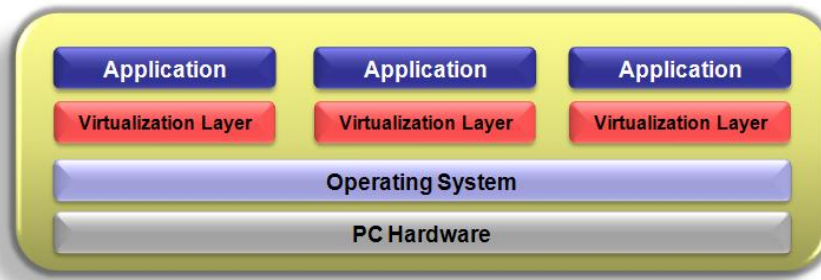 Application Application Application
Virtualization Layer Virtualization Layer Virtualization Layer
Operating System
PC Hardware